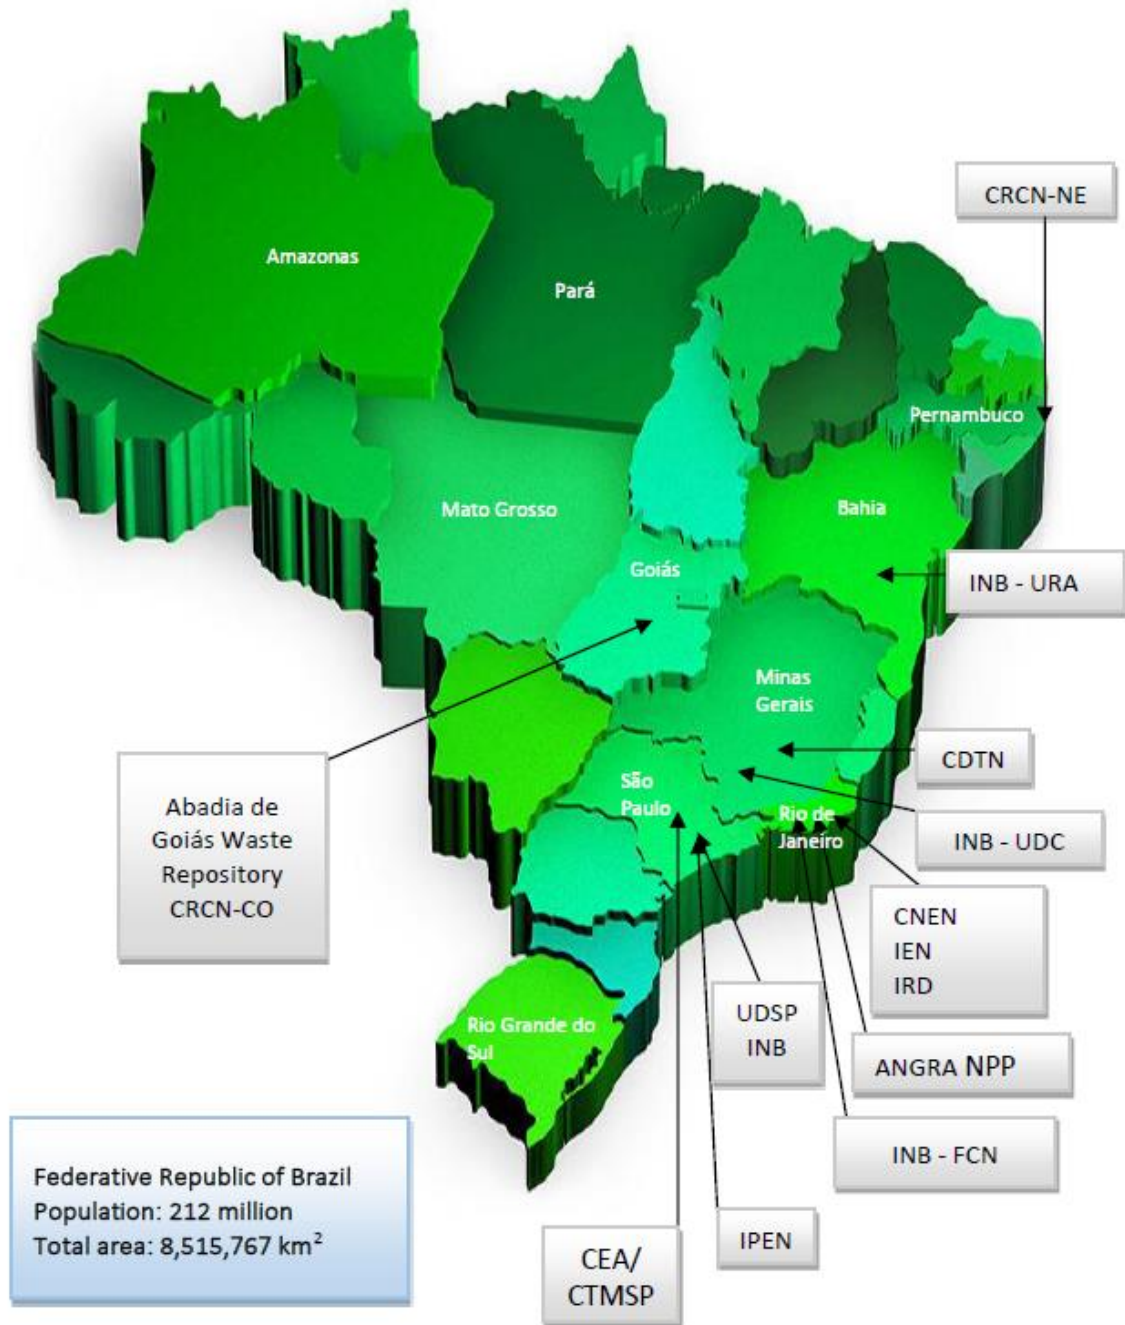 CRCN-NE
Amazonas
Pará
Pernambuco
Mato Grosso
Bahia
Goiás
INB - URA
Minas
Gerais
CDTN
São
Paulo
Rio de
Janeiro
INB - UDC
Abadia de
Goiás Waste
Repository
CRCN-CO
CNEN
IEN
IRD
UDSP
INB
Rio Grande do
Sul
ANGRA NPP
INB - FCN
Federative Republic of Brazil
Population: 212 million
Total area: 8,515,767 km²
IPEN
CEA/
CTMSP